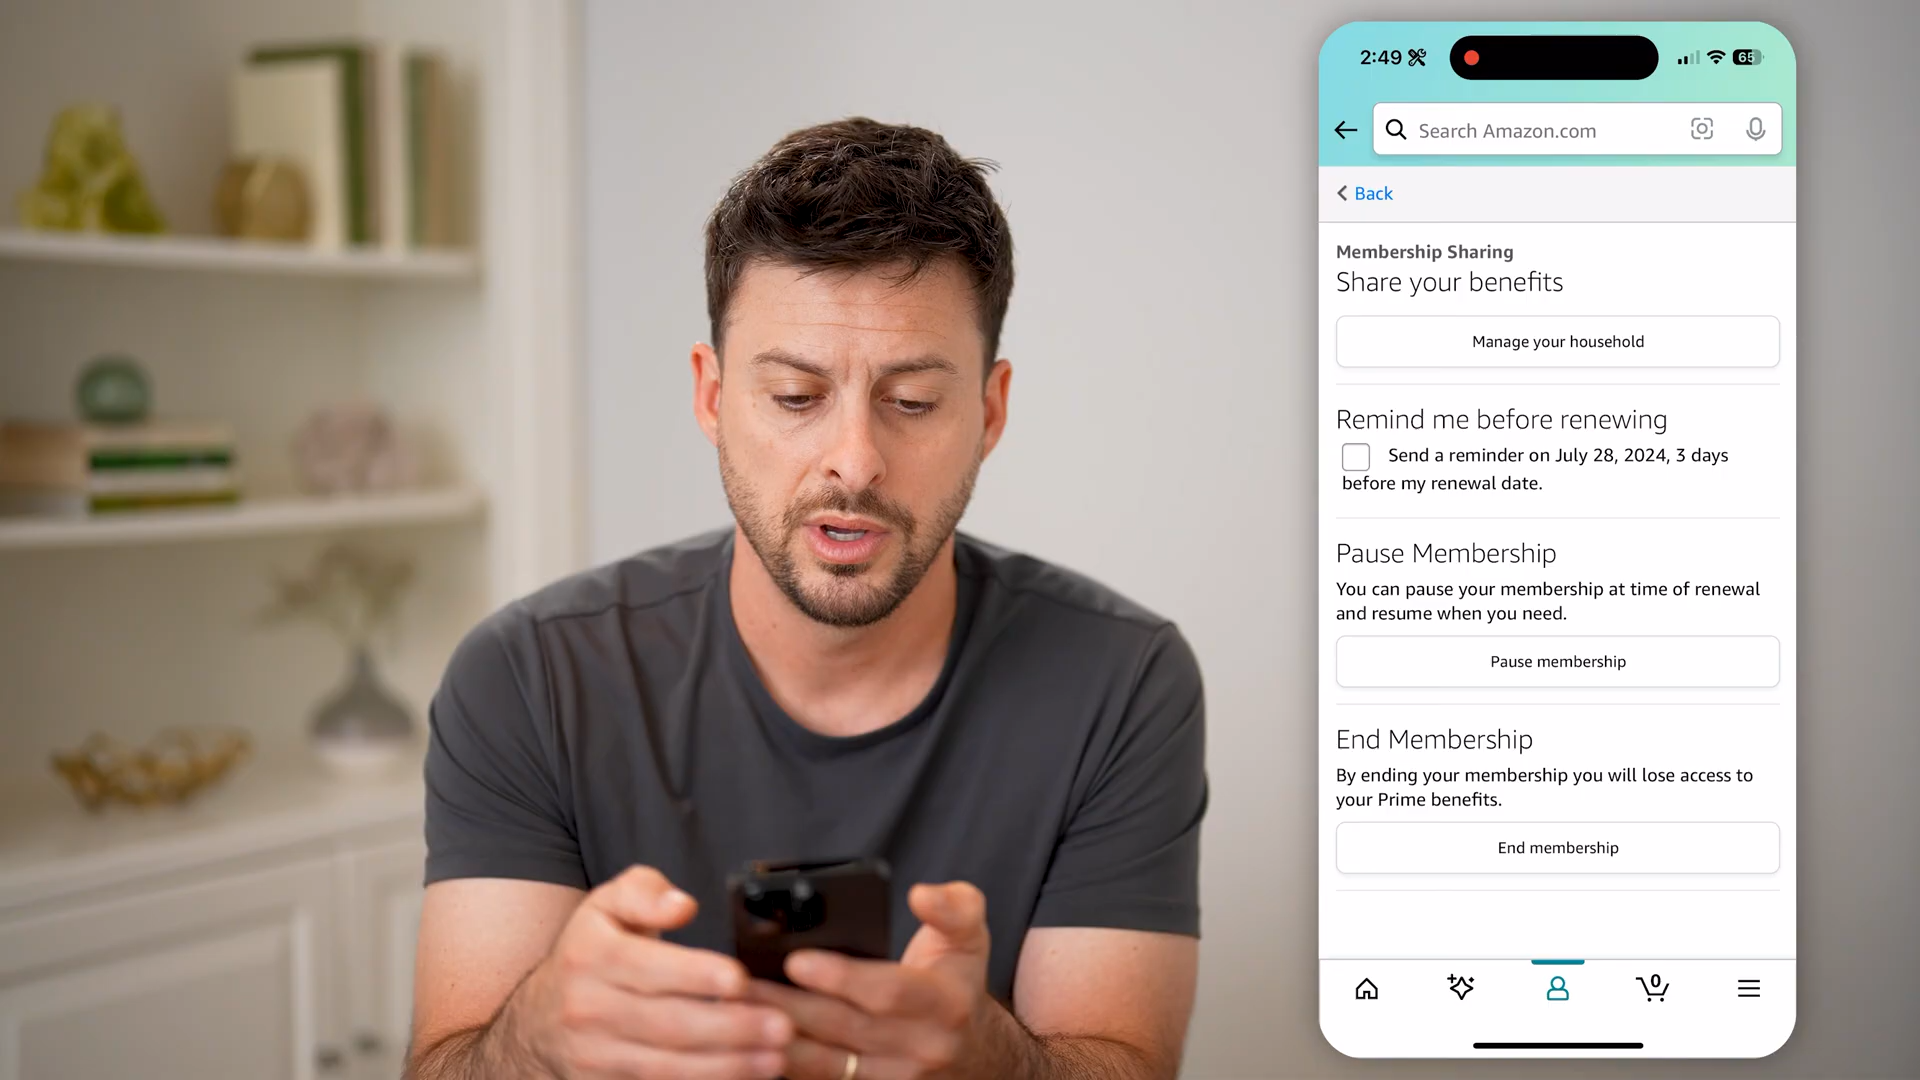 2:49
65
Search Amazon.com
Back
Membership Sharing
Share your benefits
Manage your household
Remind me before renewing
Send a reminder on July 28, 2024, 3 days
before my renewal date.
Pause Membership
You can pause your membership at time of renewal
and resume when you need.
Pause membership
End Membership
By ending your membership you will lose access to
your Prime benefits.
End membership
0